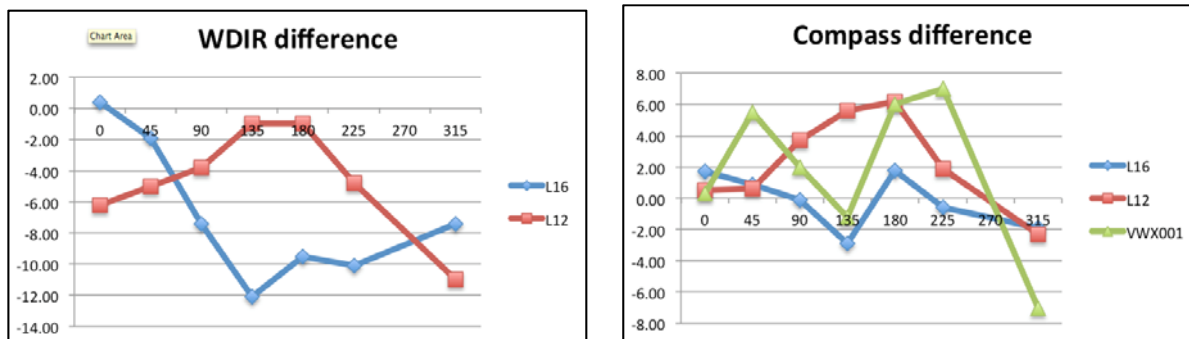 Chart Area
WDIR difference
2.00
0.00
-2.00
-4.00
-6.00
-8.00
-10.00
-12.00
-14.00
0 45 90 135 180 225 270 315
L16
L12
Compass difference
8.00
6.00
4.00
2.00
0.00
-2.00
-4.00
-6.00
-8.00
0 45 90 135 180 225 270 315
L16
L12
VWX001